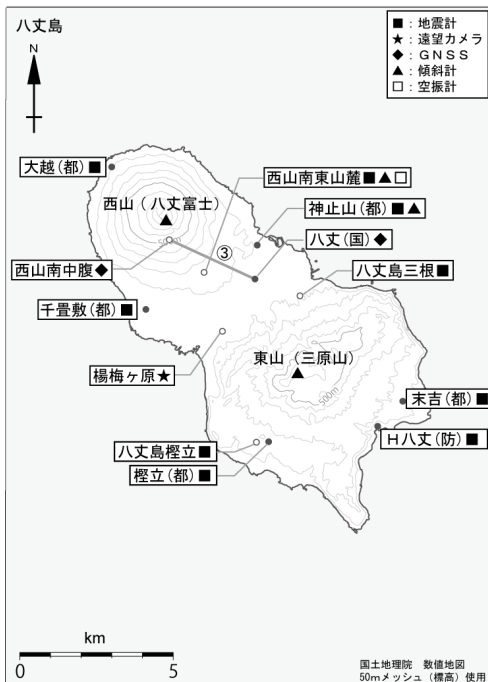 八丈島
■：地震計
★：遠望カメラ
◆：ＧＮＳＳ
▲：傾斜計
□：空振計
N
大越(都)■
西山南東山麓■▲□
西山（八丈富士）
神止山(都)■▲
500m
八丈(国)◆
③
西山南中腹◆
八丈島三根■
千畳敷(都)■
東山（三原山）
楊梅ヶ原★
500m
末吉(都)■
Ｈ八丈(防)■
八丈島樫立■
樫立(都)■
km
0 5
国土地理院　数値地図
50mメッシュ（標高）使用